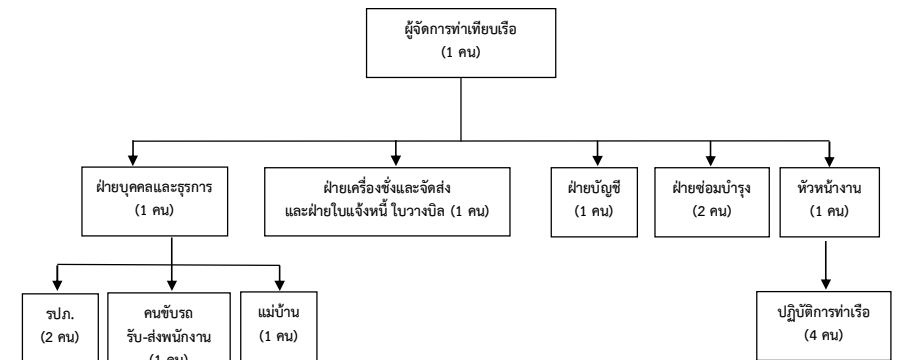 ผู้จัดการท่าเทียบเรือ
(1 คน)
ฝ่ายบุคคลและธุรการ
(1 คน)
ฝ่ายเครื่องชั่งและจัดส่ง
และฝ่ายใบแจ้งหนี้ ใบวางบิล (1 คน)
ฝ่ายบัญชี
(1 คน)
ฝ่ายซ่อมบำรุง
(2 คน)
หัวหน้างาน
(1 คน)
รปภ.
(2 คน)
คนขับรถ
รับ-ส่งพนักงาน
(1 คน)
แม่บ้าน
(1 คน)
ปฏิบัติการท่าเรือ
(4 คน)